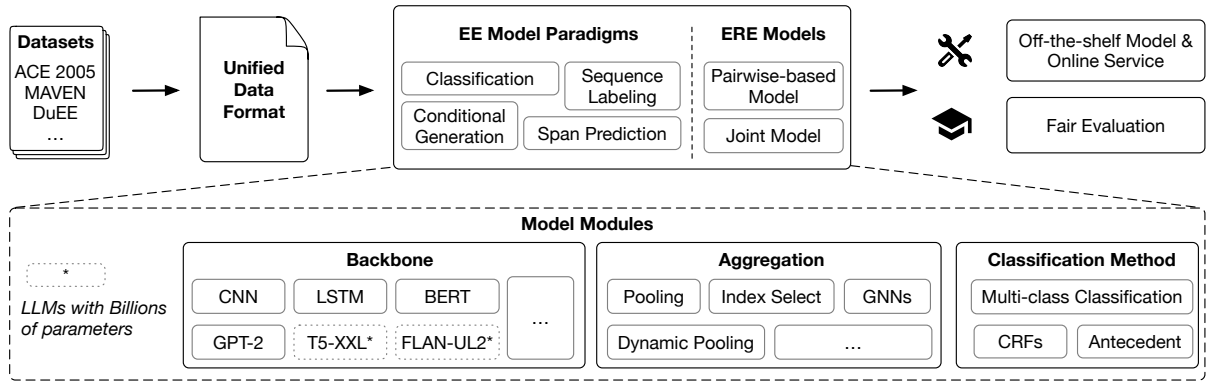 Datasets
ACE 2005
MAVEN
DuEE
...
Unified
Data
Format
EE Model Paradigms
Classification
Sequence
Labeling
Conditional
Generation
Span Prediction
ERE Models
Pairwise-based
Model
Joint Model
Off-the-shelf Model &
Online Service
Fair Evaluation
Model Modules
*
LLMs with Billions
of parameters
Backbone
CNN
LSTM
BERT
...
GPT-2
T5-XXL*
FLAN-UL2*
Aggregation
Pooling
Index Select
GNNs
Dynamic Pooling
...
Classification Method
Multi-class Classification
CRFs
Antecedent